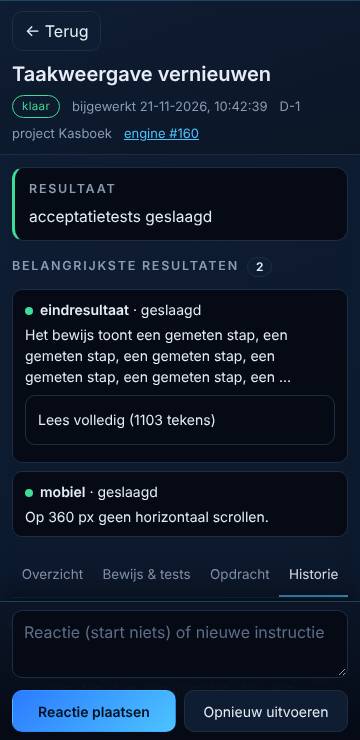 ← Terug
Taakweergave vernieuwen
klaar bijgewerkt 21-11-2026, 10:42:39 D-1
project Kasboek engine #160
RESULTAAT
acceptatietests geslaagd
BELANGRIJKSTE RESULTATEN 2
eindresultaat · geslaagd
Het bewijs toont een gemeten stap, een
gemeten stap, een gemeten stap, een
gemeten stap, een gemeten stap, een ...
Lees volledig (1103 tekens)
mobiel · geslaagd
Op 360 px geen horizontaal scrollen.
Overzicht Bewijs & tests Opdracht Historie
Reactie (start niets) of nieuwe instructie
Reactie plaatsen Opnieuw uitvoeren